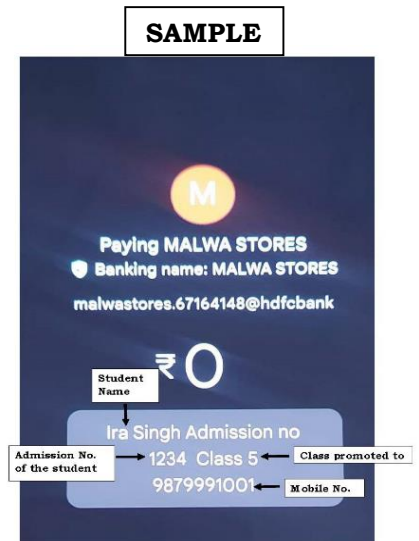 SAMPLE
M
Paying MALWA STORES
Banking name: MALWA STORES
malwastores.67164148@hdfcbank
₹0
Student
Name
Ira Singh Admission no
Admission No.
of the student
1234 Class 5
Class promoted to
9879991001
Mobile No.